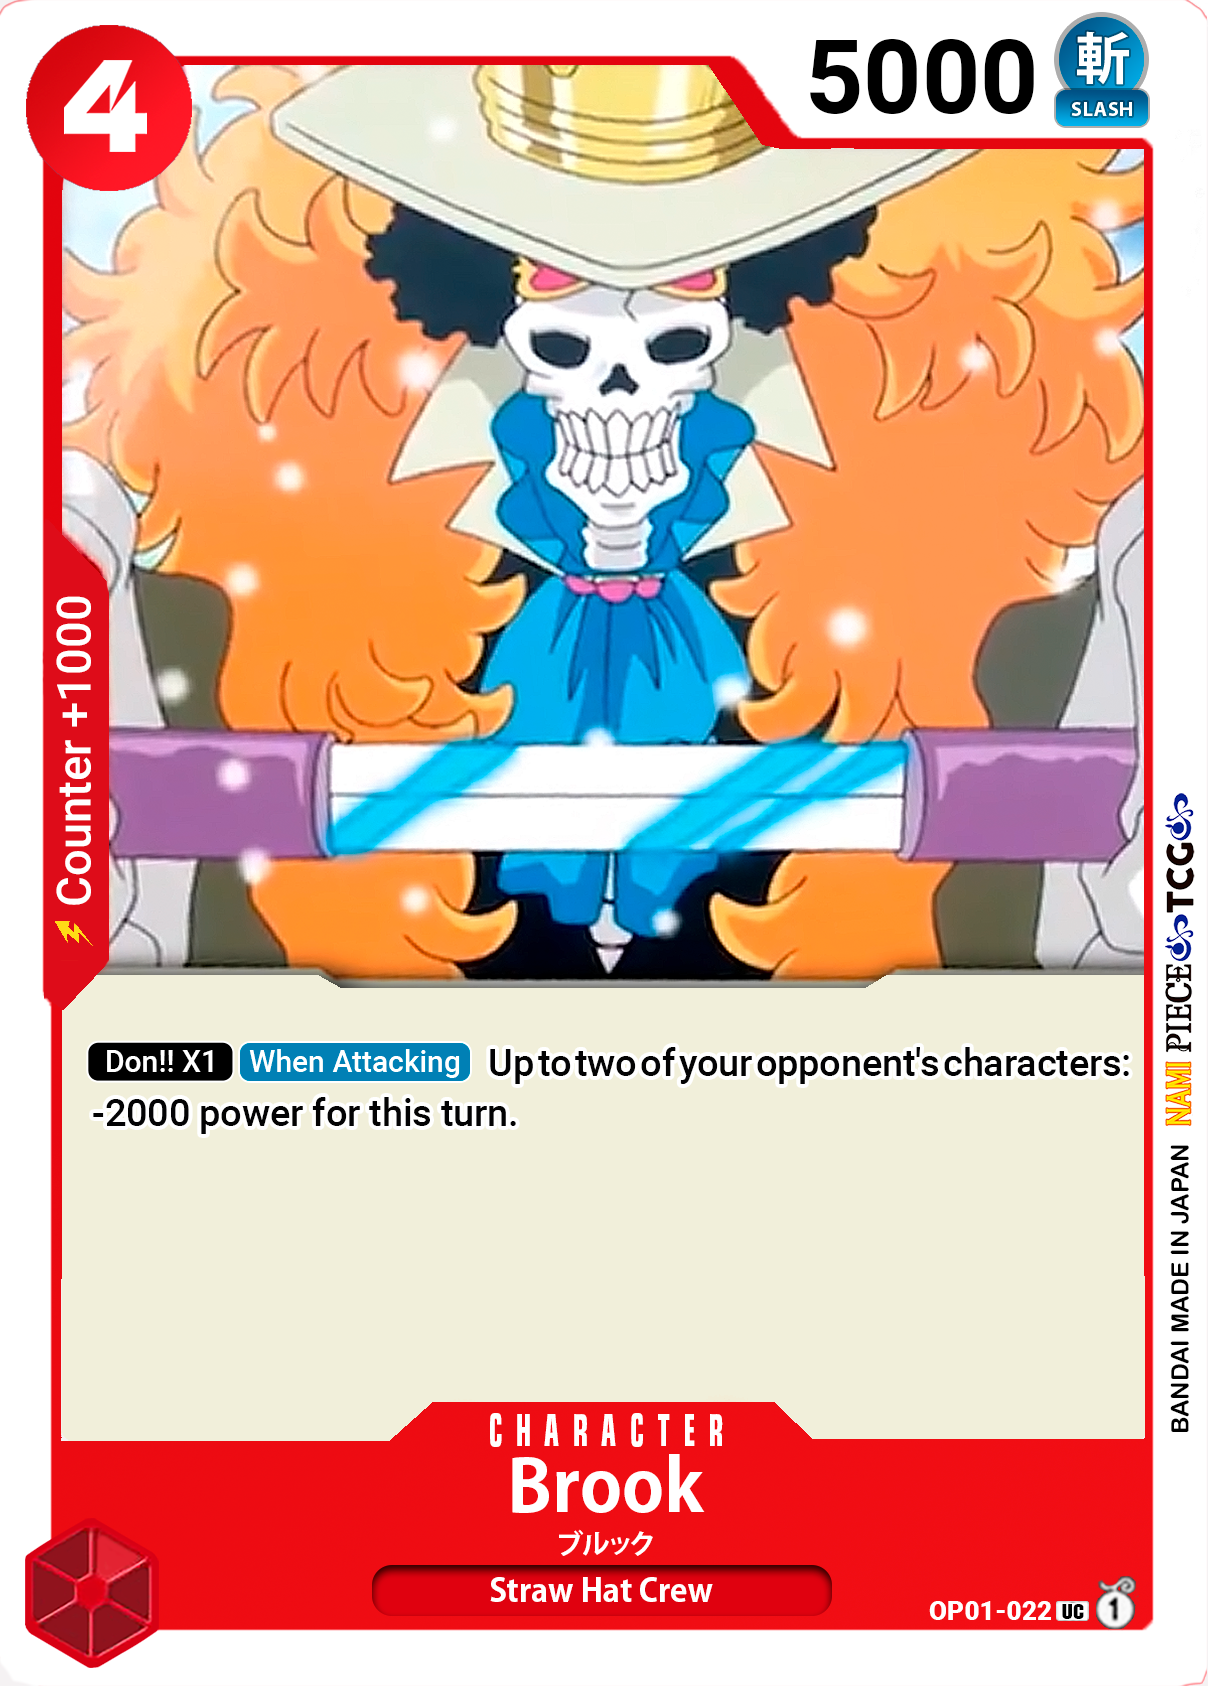 4
5000
斬
SLASH
Counter +1000
Don!! X1 When Attacking Up to two of your opponent's characters:
-2000 power for this turn.
CHARACTER
Brook
ブルック
Straw Hat Crew
OP01-022 UC 1
BANDAI MADE IN JAPAN NAMI PIECE TCG